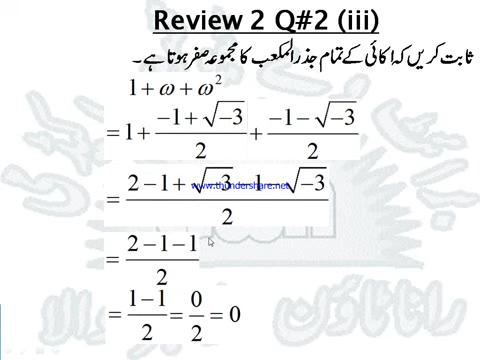 Review 2 Q#2 (iii)
ثابت کریں کہ اکائی کے تمام جذر المکعب کا مجموعہ صفر ہوتا ہے۔
1 + ω + ω²
= 1 + (-1 + √-3)/2 + (-1 - √-3)/2
= (2 - 1 + √-3 1 √-3)/2
www.thundershare.net
= (2 - 1 - 1)/2
= (1 - 1)/2 = 0/2 = 0